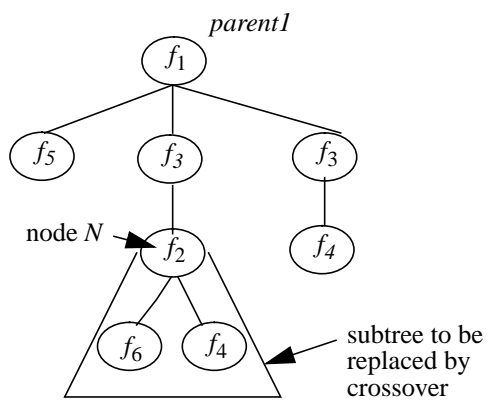 parent1
f1
f5 f3 f3
node N f2 f4
f6 f4
subtree to be
replaced by
crossover